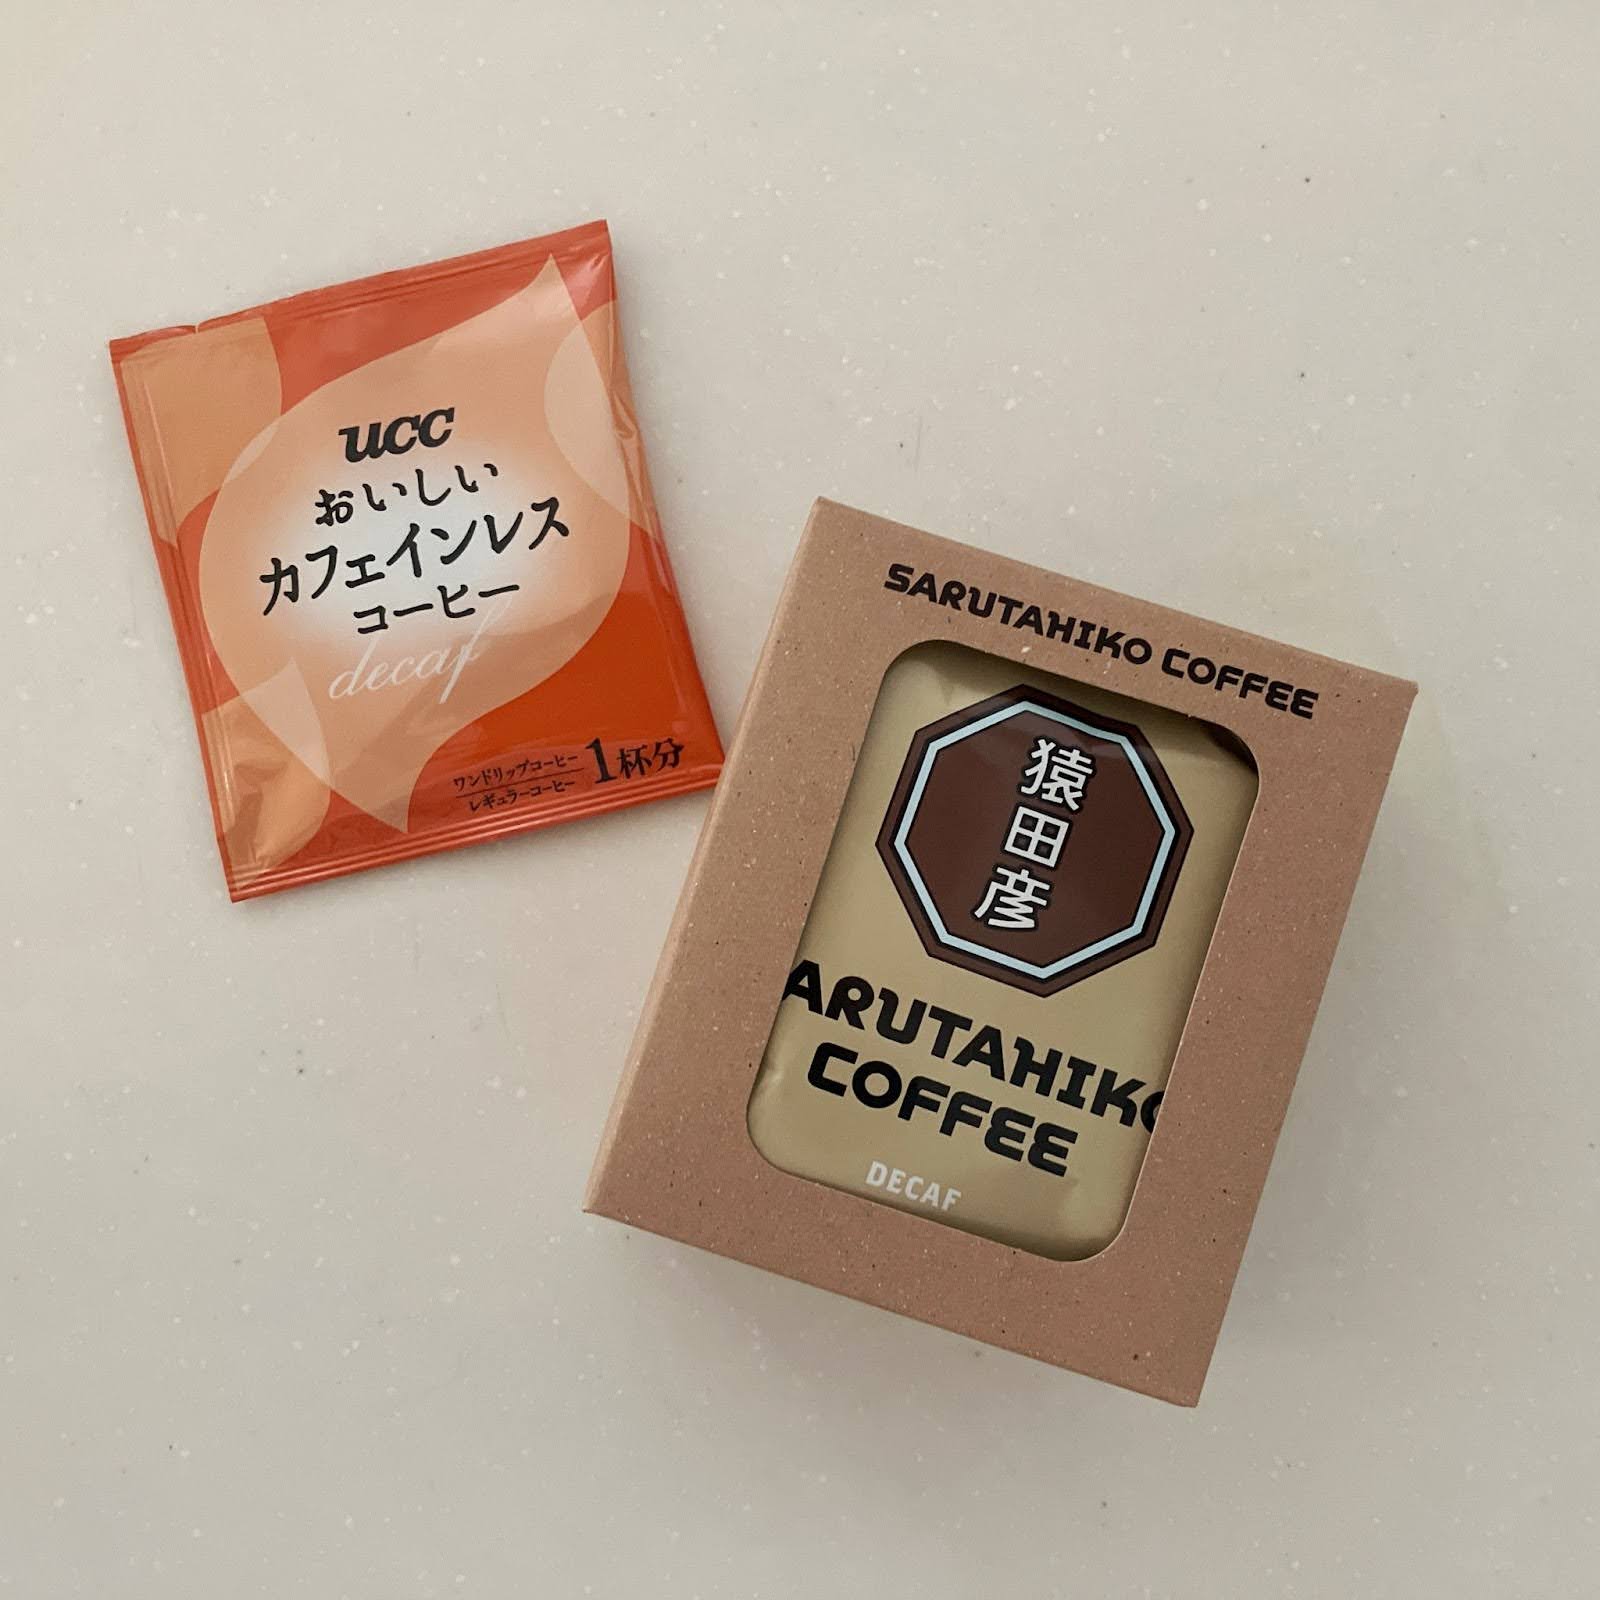 ucc
おいしい
カフェインレス
コーヒー
decaf
ワンドリップコーヒー
レギュラーコーヒー
1杯分
SARUTAHIKO COFFEE
猿田彦
ARUTAHIKO
COFFEE
DECAF